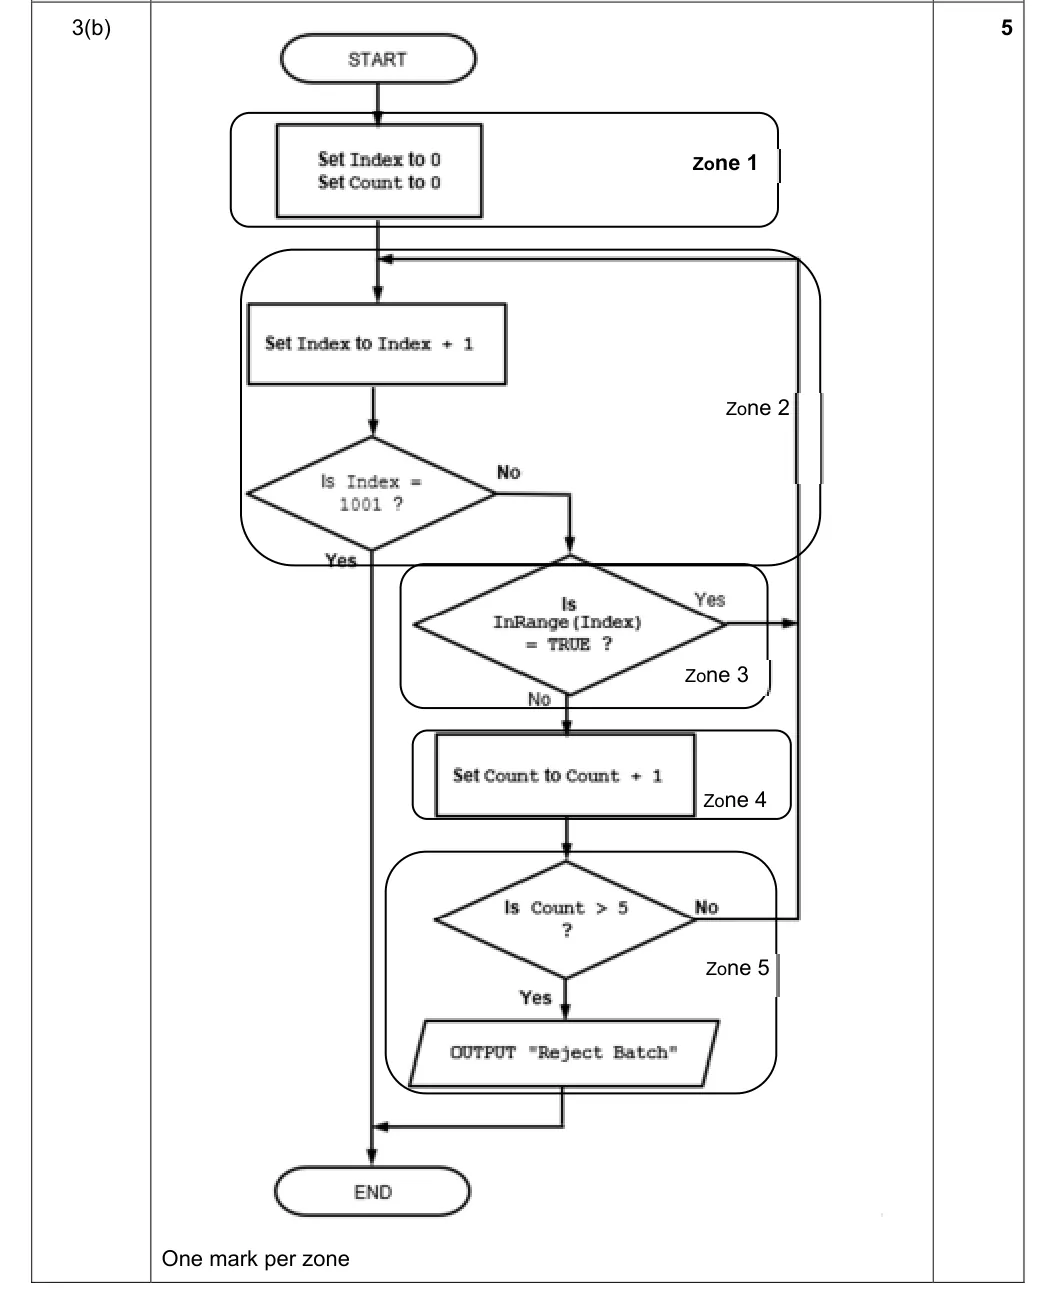 3(b)
5
START
Set Index to 0
Set Count to 0
Zone 1
Set Index to Index + 1
Zone 2
Is Index =
1001 ?
No
Yes
Is
InRange(Index)
= TRUE ?
Yes
Zone 3
No
Set Count to Count + 1
Zone 4
Is Count > 5
?
No
Zone 5
Yes
OUTPUT "Reject Batch"
END
One mark per zone